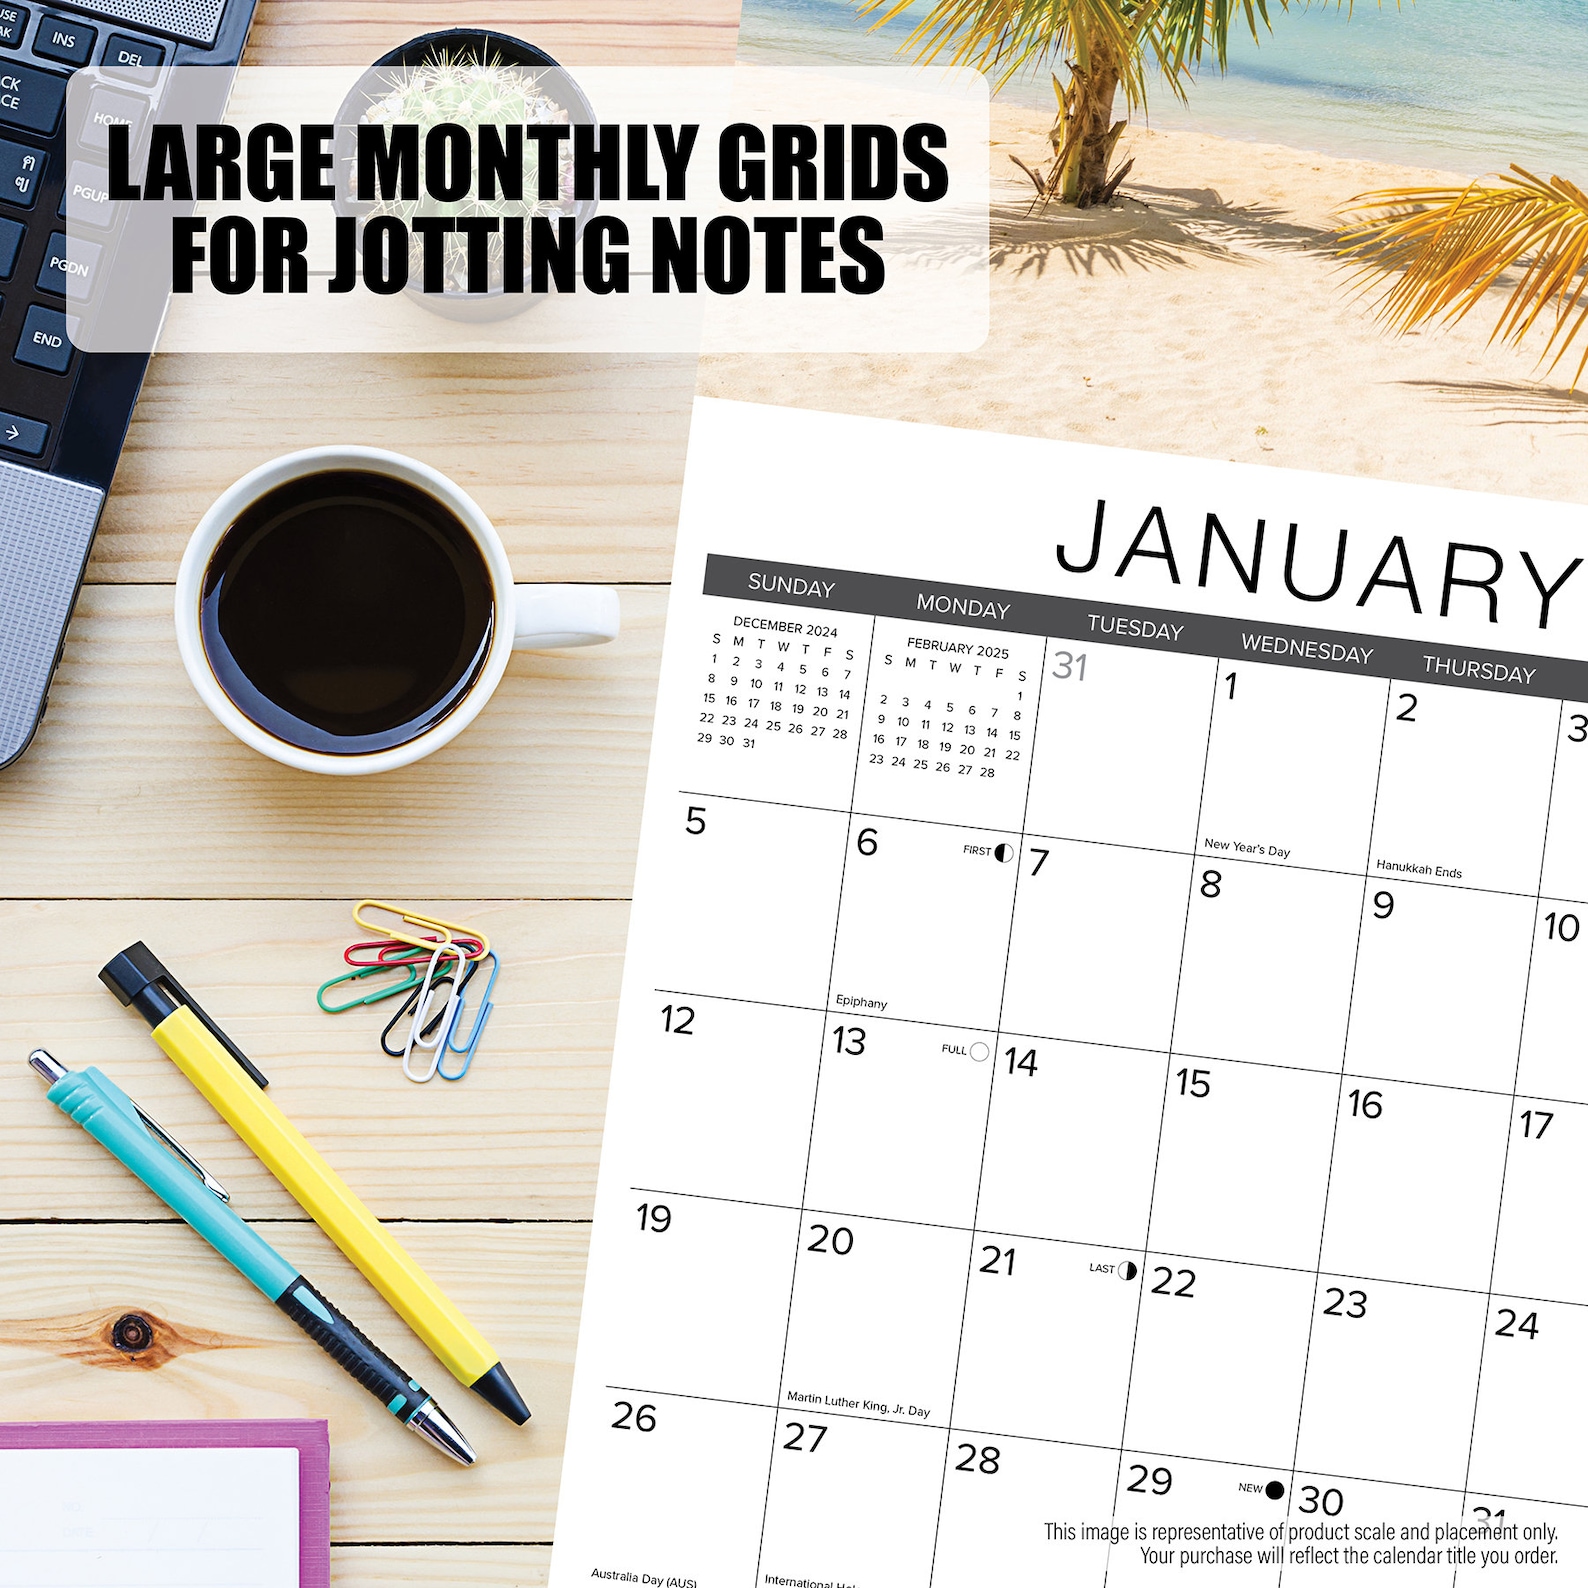 INS
DEL
HOME
PGUP
PGDN
END
LARGE MONTHLY GRIDS
FOR JOTTING NOTES
JANUARY
SUNDAY MONDAY TUESDAY WEDNESDAY THURSDAY
DECEMBER 2024
S M T W T F S
1 2 3 4 5 6 7
8 9 10 11 12 13 14
15 16 17 18 19 20 21
22 23 24 25 26 27 28
29 30 31
FEBRUARY 2025
S M T W T F S
1
2 3 4 5 6 7 8
9 10 11 12 13 14 15
16 17 18 19 20 21 22
23 24 25 26 27 28
31 1 2 3
New Year's Day
Hanukkah Ends
5 6 FIRST 7 8 9 10
Epiphany
12 13 FULL 14 15 16 17
19 20 21 LAST 22 23 24
Martin Luther King, Jr. Day
26 27 28 29 NEW 30 31
Australia Day (AUS)
International
This image is representative of product scale and placement only.
Your purchase will reflect the calendar title you order.